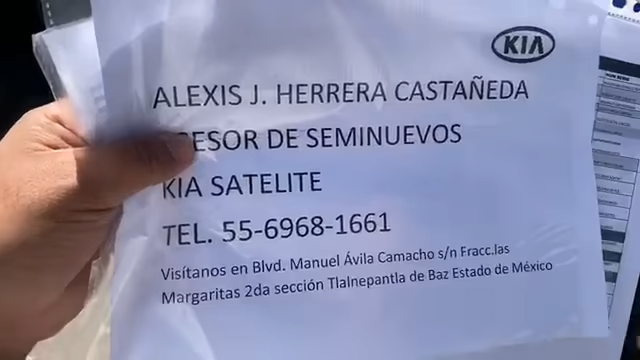 KIA
ALEXIS J. HERRERA CASTAÑEDA
ESOR DE SEMINUEVOS
KIA SATELITE
TEL. 55-6968-1661
Visítanos en Blvd. Manuel Ávila Camacho s/n Fracc.las
Margaritas 2da sección Tlalnepantla de Baz Estado de México